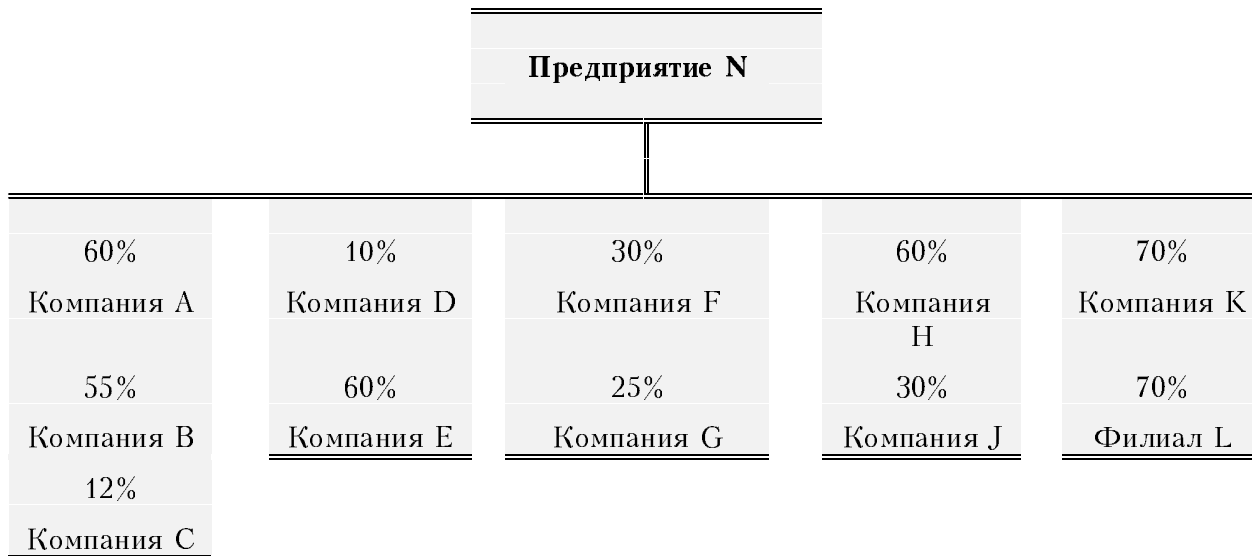 Предприятие N
60%
Компания A
55%
Компания B
12%
Компания C
10%
Компания D
60%
Компания E
30%
Компания F
25%
Компания G
60%
Компания
H
30%
Компания J
70%
Компания K
70%
Филиал L